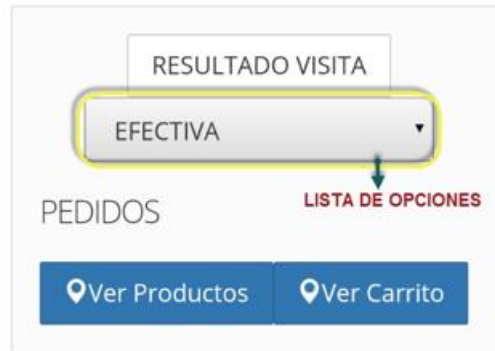 RESULTADO VISITA
EFECTIVA
LISTA DE OPCIONES
PEDIDOS
Ver Productos
Ver Carrito